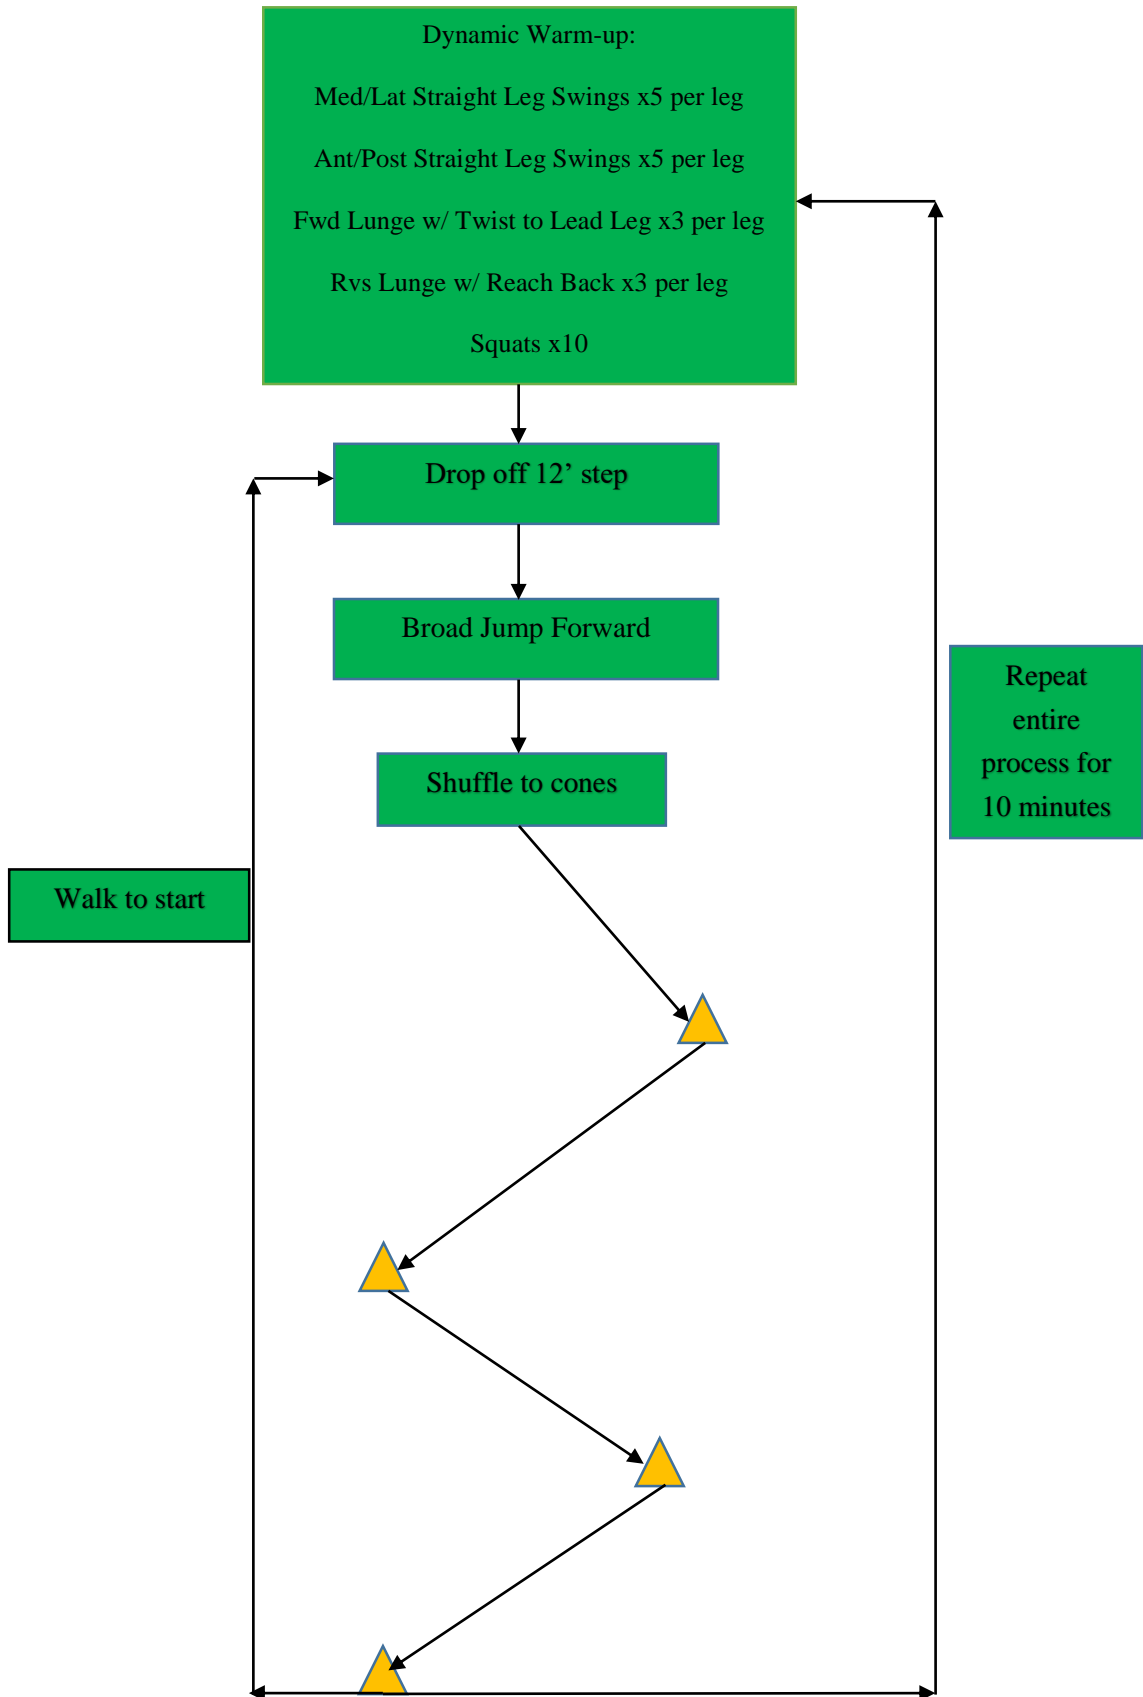 Dynamic Warm-up:
Med/Lat Straight Leg Swings x5 per leg
Ant/Post Straight Leg Swings x5 per leg
Fwd Lunge w/ Twist to Lead Leg x3 per leg
Rvs Lunge w/ Reach Back x3 per leg
Squats x10
Drop off 12’ step
Broad Jump Forward
Shuffle to cones
Walk to start
Repeat
entire
process for
10 minutes